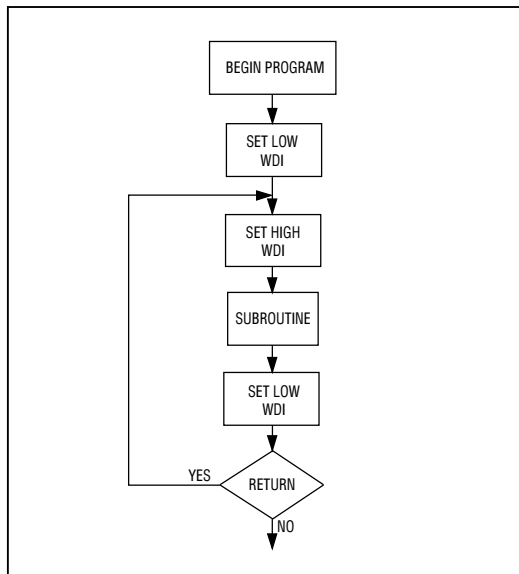 BEGIN PROGRAM
SET LOW
WDI
SET HIGH
WDI
SUBROUTINE
SET LOW
WDI
YES
RETURN
NO